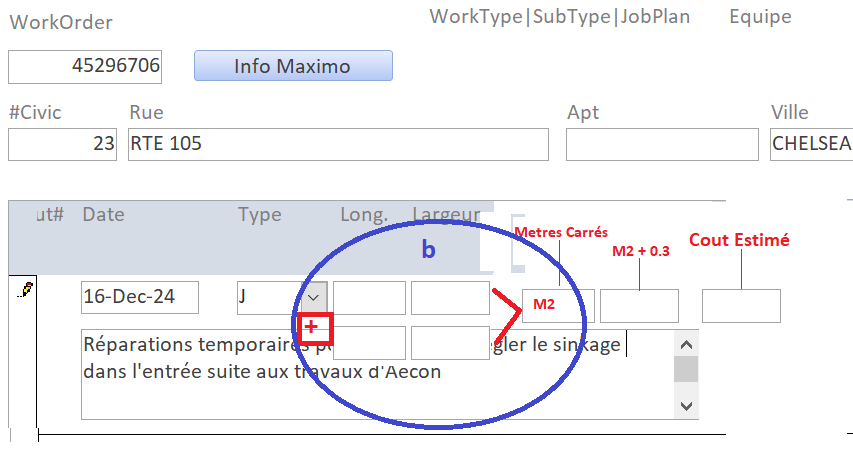 WorkOrder
WorkType|SubType|JobPlan
Equipe
45296706
Info Maximo
#Civic
Rue
Apt
Ville
23
RTE 105
CHELSEA
ut#
Date
Type
Long.
Largeur
b
Metres Carrés
M2 + 0.3
Cout Estimé
16-Dec-24
J
M2
+
Réparations temporaires gler le sinkage
dans l'entrée suite aux travaux d'Aecon